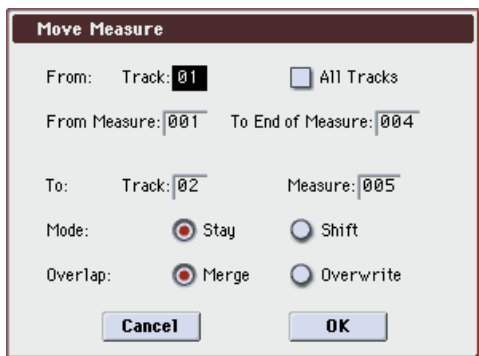 Move Measure
From: Track: 01 All Tracks
From Measure: 001 To End of Measure: 004
To: Track: 02 Measure: 005
Mode: Stay Shift
Overlap: Merge Overwrite
Cancel OK